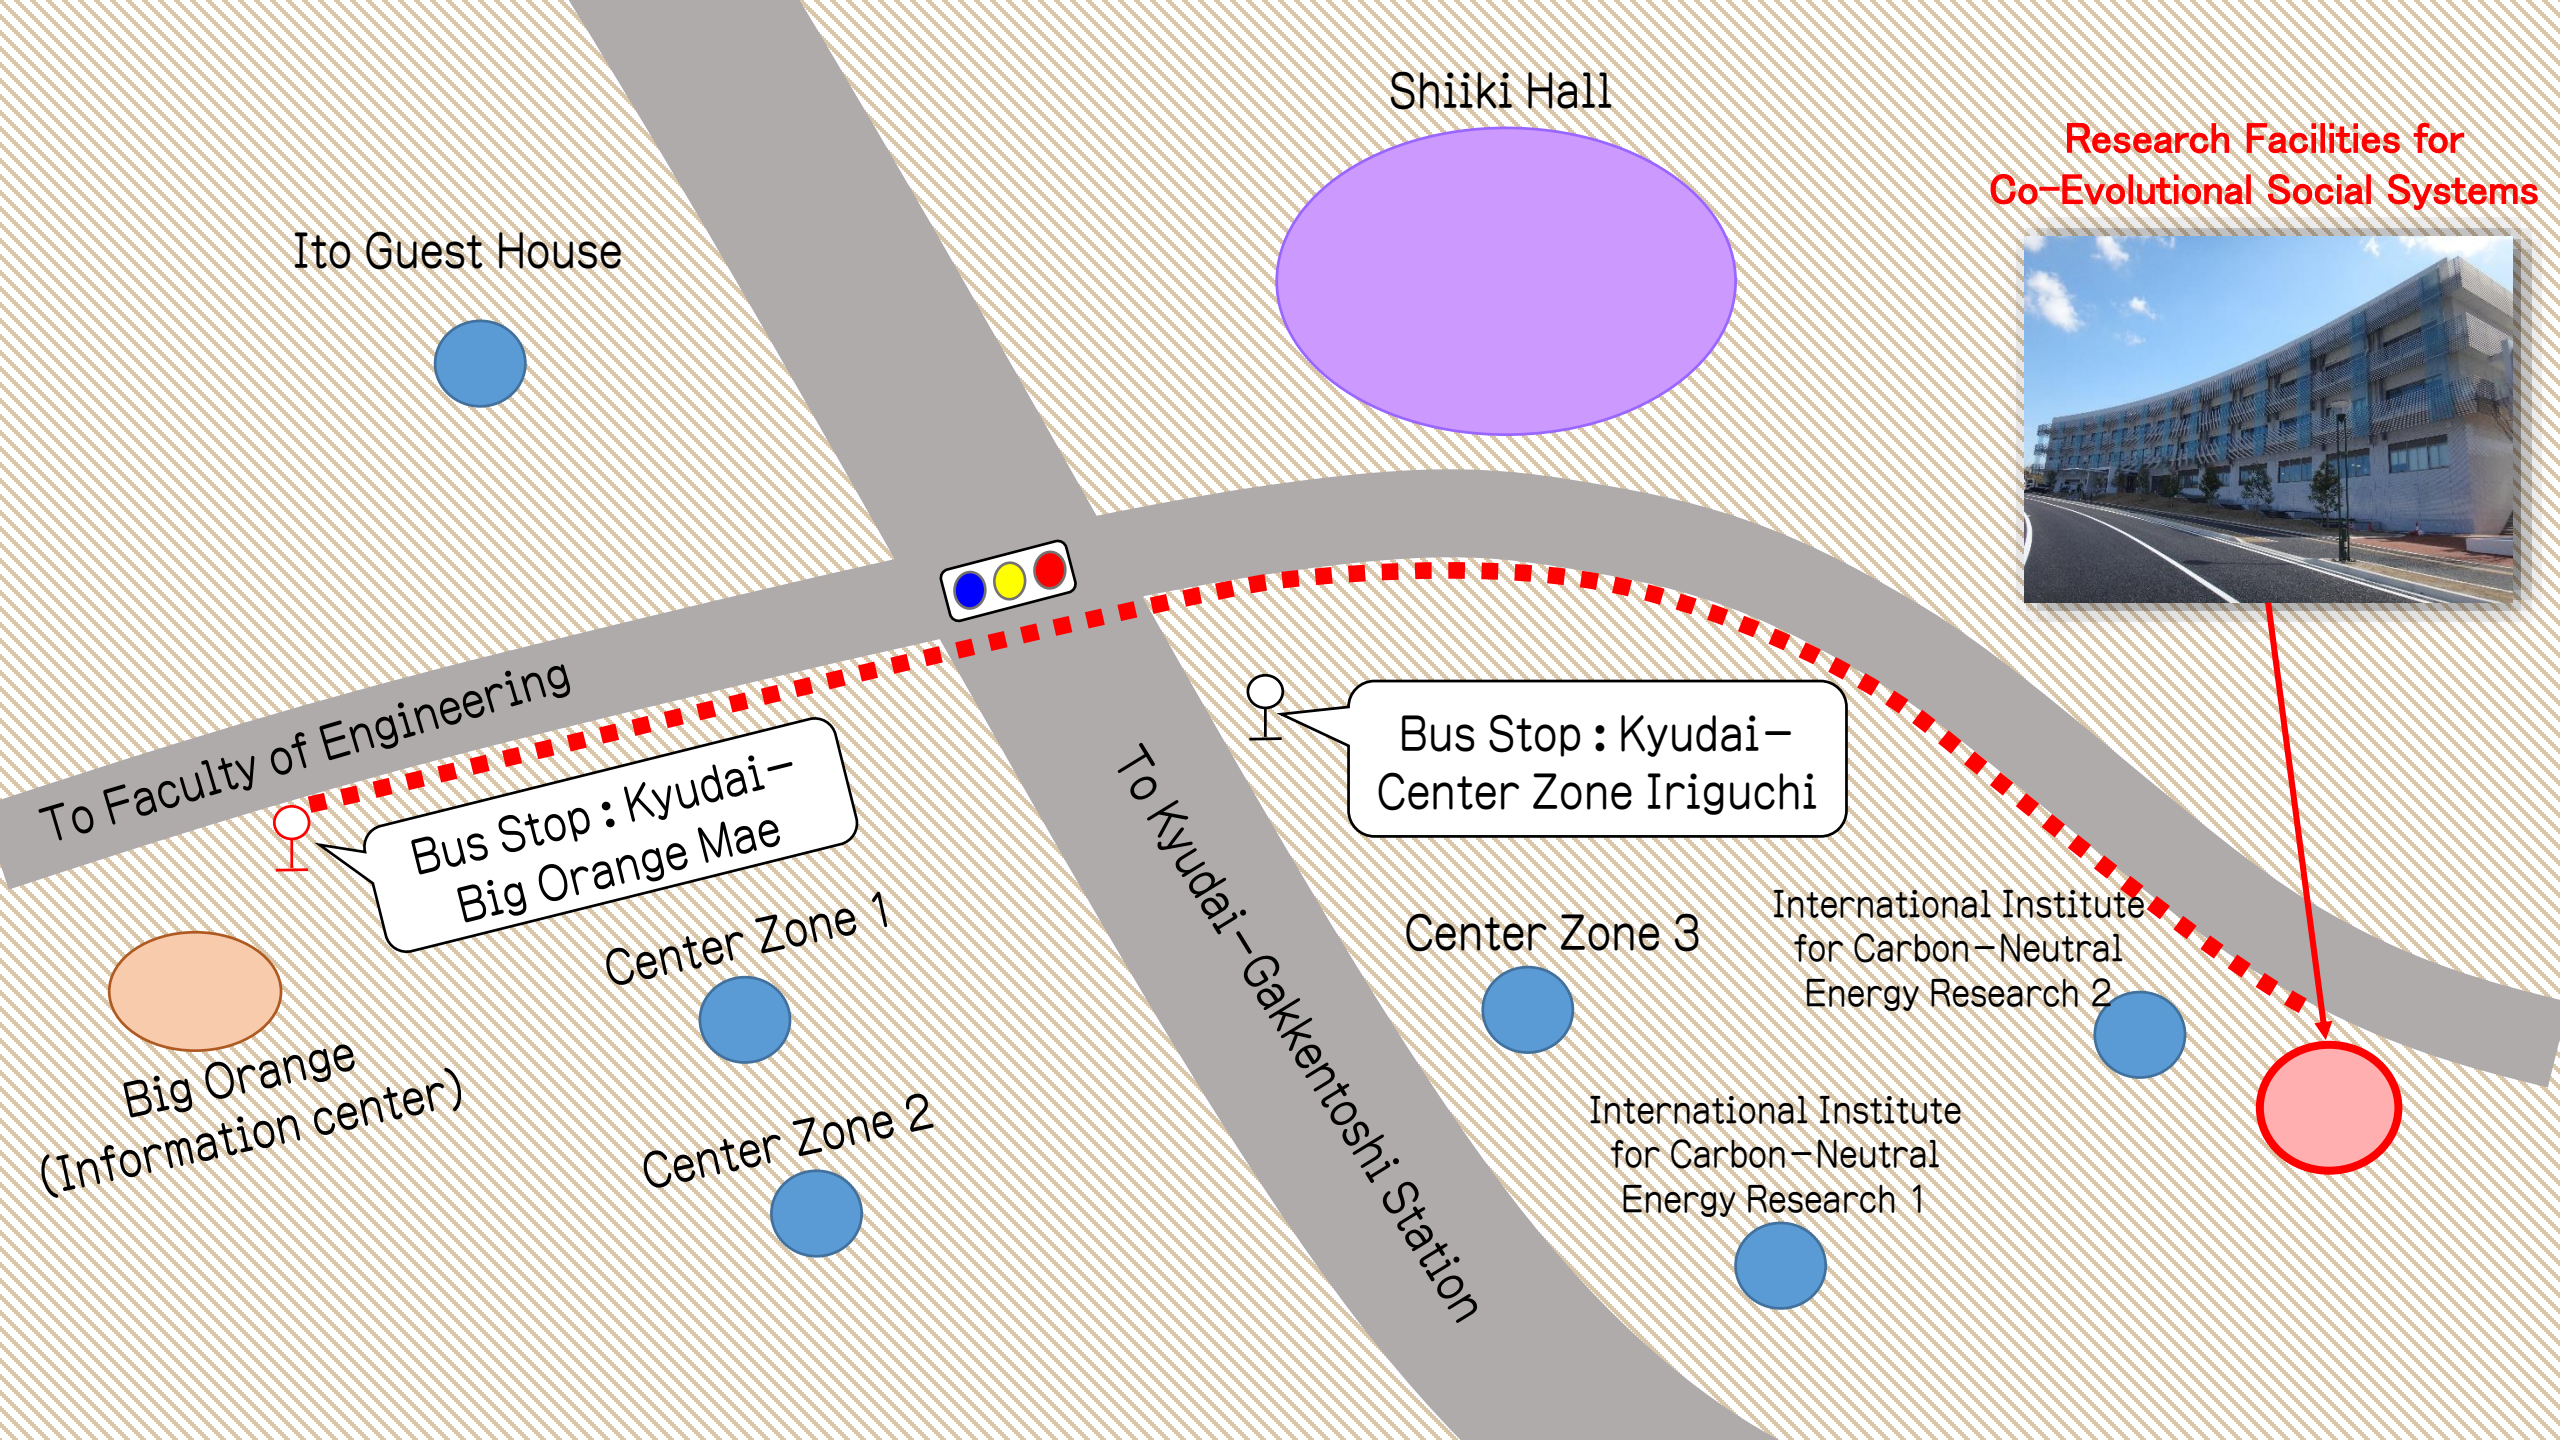 Shiiki Hall
Research Facilities for
Co-Evolutional Social Systems
Ito Guest House
To Faculty of Engineering
Bus Stop : Kyudai-
Big Orange Mae
Bus Stop : Kyudai-
Center Zone Iriguchi
To Kyudai-Gakkentoshi Station
Center Zone 1
Center Zone 3
International Institute
for Carbon-Neutral
Energy Research 2
Big Orange
(Information center)
Center Zone 2
International Institute
for Carbon-Neutral
Energy Research 1